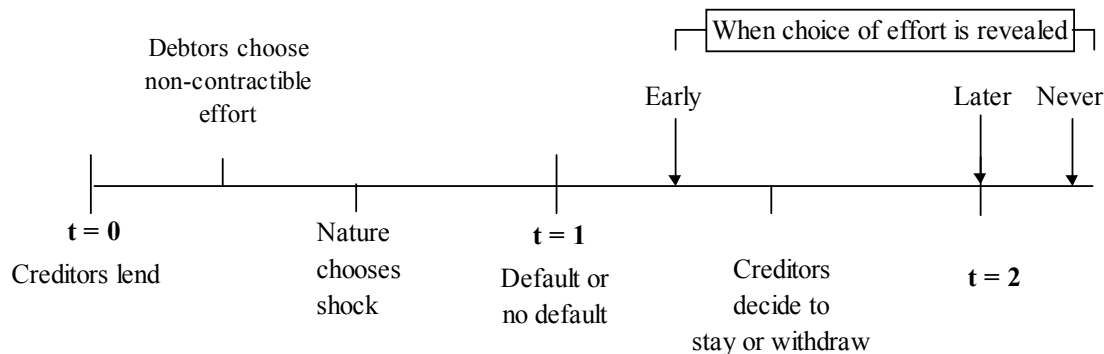 When choice of effort is revealed
Debtors choose
non-contractible
effort
Early
Later
Never
t = 0
Creditors lend
Nature
chooses
shock
t = 1
Default or
no default
Creditors
decide to
stay or withdraw
t = 2